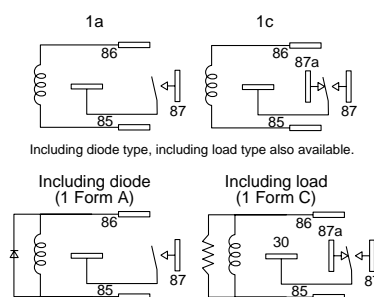 1a 1c
86 86
87a
85 87 85 87
Including diode type, including load type also available.
Including diode Including load
(1 Form A) (1 Form C)
86 86
87a
30
85 87 85 87